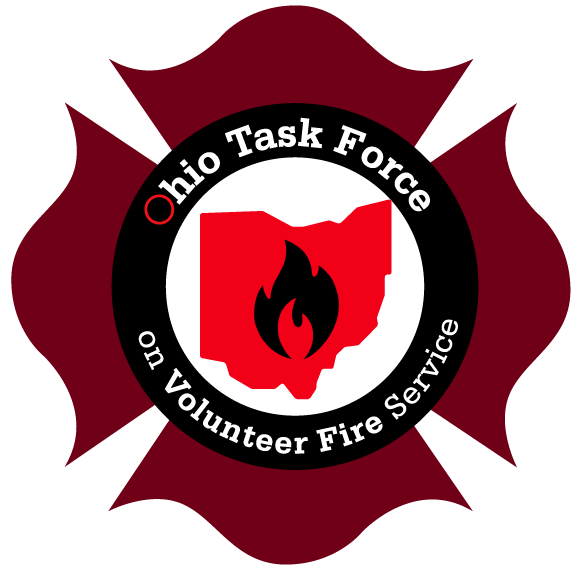 Ohio Task Force
on Volunteer Fire Service